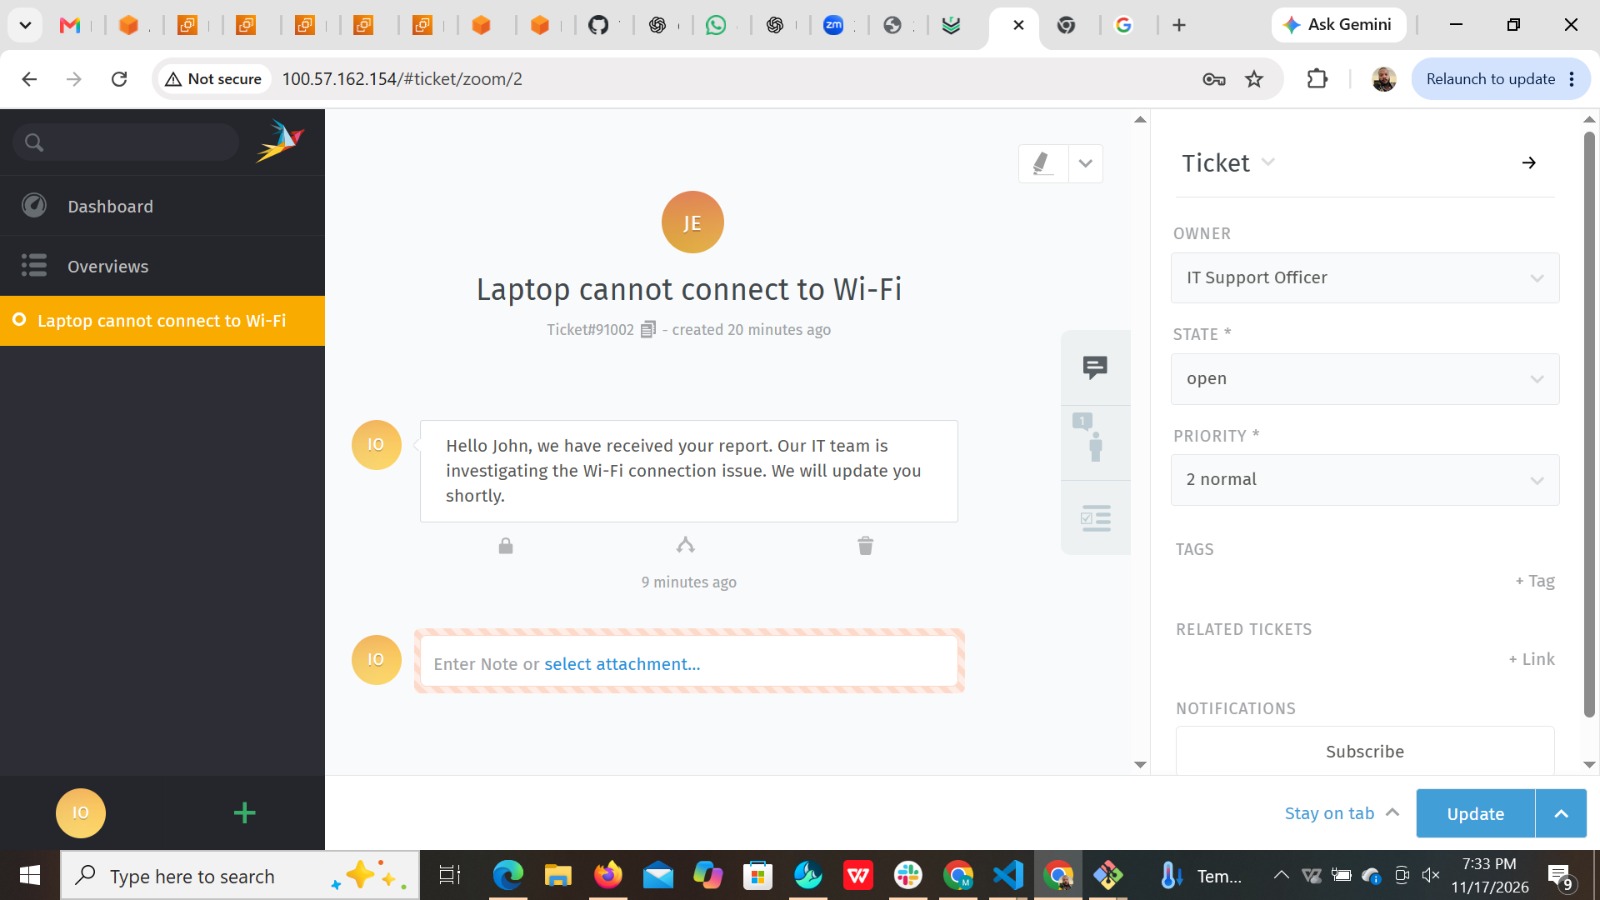 zm
Ask Gemini
Not secure
100.57.162.154/#ticket/zoom/2
Relaunch to update
Dashboard
Overviews
Laptop cannot connect to Wi-Fi
IO
JE
Laptop cannot connect to Wi-Fi
Ticket#91002 - created 20 minutes ago
IO
Hello John, we have received your report. Our IT team is
investigating the Wi-Fi connection issue. We will update you
shortly.
9 minutes ago
IO
Enter Note or select attachment...
1
Ticket
OWNER
IT Support Officer
STATE *
open
PRIORITY *
2 normal
TAGS
+ Tag
RELATED TICKETS
+ Link
NOTIFICATIONS
Subscribe
Stay on tab
Update
Type here to search
Tem...
7:33 PM
11/17/2026
9